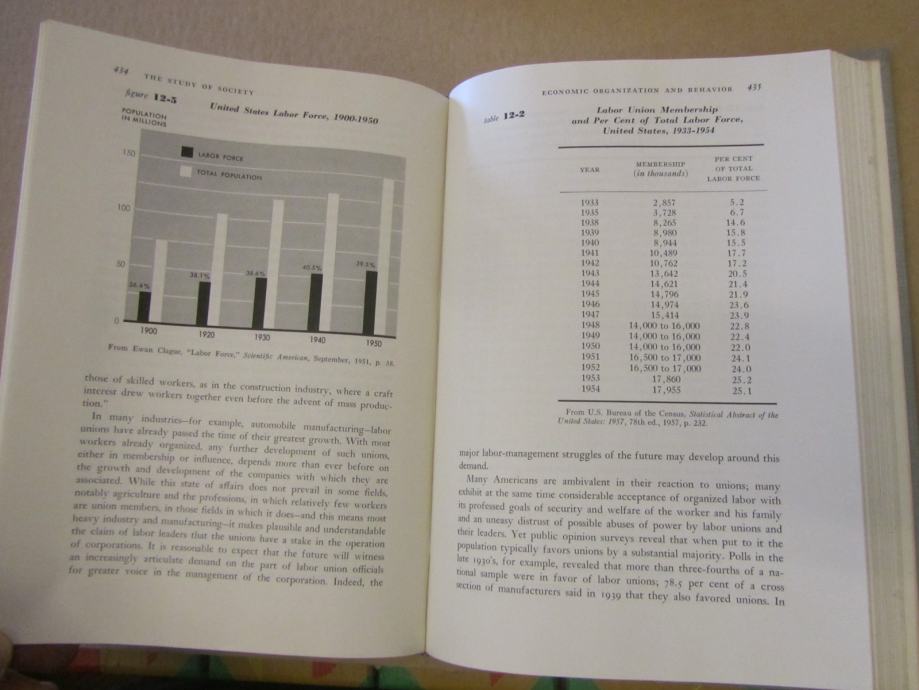 434 THE STUDY OF SOCIETY
figure 12-5
United States Labor Force, 1900-1950
POPULATION
IN MILLIONS
150
LABOR FORCE
TOTAL POPULATION
100
50
38.1%
38.6%
40.5%
39.5%
0
1900 1920 1930 1940 1950
From Ewan Clague, "Labor Force," Scientific American, September, 1951, p. 38.
those of skilled workers, as in the construction industry, where a craft
interest drew workers together even before the advent of mass produc-
tion."
In many industries—for example, automobile manufacturing—labor
unions have already passed the time of their greatest growth. With most
workers already organized, any further development of such unions,
either in membership or influence, depends more than ever before on
the growth and development of the companies with which they are
associated. While this state of affairs does not prevail in some fields,
notably agriculture and the professions, in which relatively few workers
are union members, in those fields in which it does—and this means most
heavy industry and manufacturing—it makes plausible and understandable
the claim of labor leaders that the unions have a stake in the operation
of corporations. It is reasonable to expect that the future will witness
an increasingly articulate demand on the part of labor union officials
for greater voice in the management of the corporation. Indeed, the
ECONOMIC ORGANIZATION AND BEHAVIOR 435
table 12-2
Labor Union Membership
and Per Cent of Total Labor Force,
United States, 1933-1954
YEAR MEMBERSHIP (in thousands) PER CENT OF TOTAL LABOR FORCE
1933 2,857 5.2
1935 3,728 6.7
1938 8,265 14.6
1939 8,980 15.8
1940 8,944 15.5
1941 10,489 17.7
1942 10,762 17.2
1943 13,642 20.5
1944 14,621 21.4
1945 14,796 21.9
1946 14,974 23.6
1947 15,414 23.9
1948 14,000 to 16,000 22.8
1949 14,000 to 16,000 22.4
1950 14,000 to 16,000 22.0
1951 16,500 to 17,000 24.1
1952 16,500 to 17,000 24.0
1953 17,860 25.2
1954 17,955 25.1
From U.S. Bureau of the Census, Statistical Abstract of the
United States: 1957, 78th ed., 1957, p. 232.
major labor-management struggles of the future may develop around this
demand.
Many Americans are ambivalent in their reaction to unions; many
exhibit at the same time considerable acceptance of organized labor with
its professed goals of security and welfare of the worker and his family
and an uneasy distrust of possible abuses of power by labor unions and
their leaders. Yet public opinion surveys reveal that when put to it the
population typically favors unions by a substantial majority. Polls in the
late 1930's, for example, revealed that more than three-fourths of a na-
tional sample were in favor of labor unions; 78.5 per cent of a cross
section of manufacturers said in 1939 that they also favored unions. In